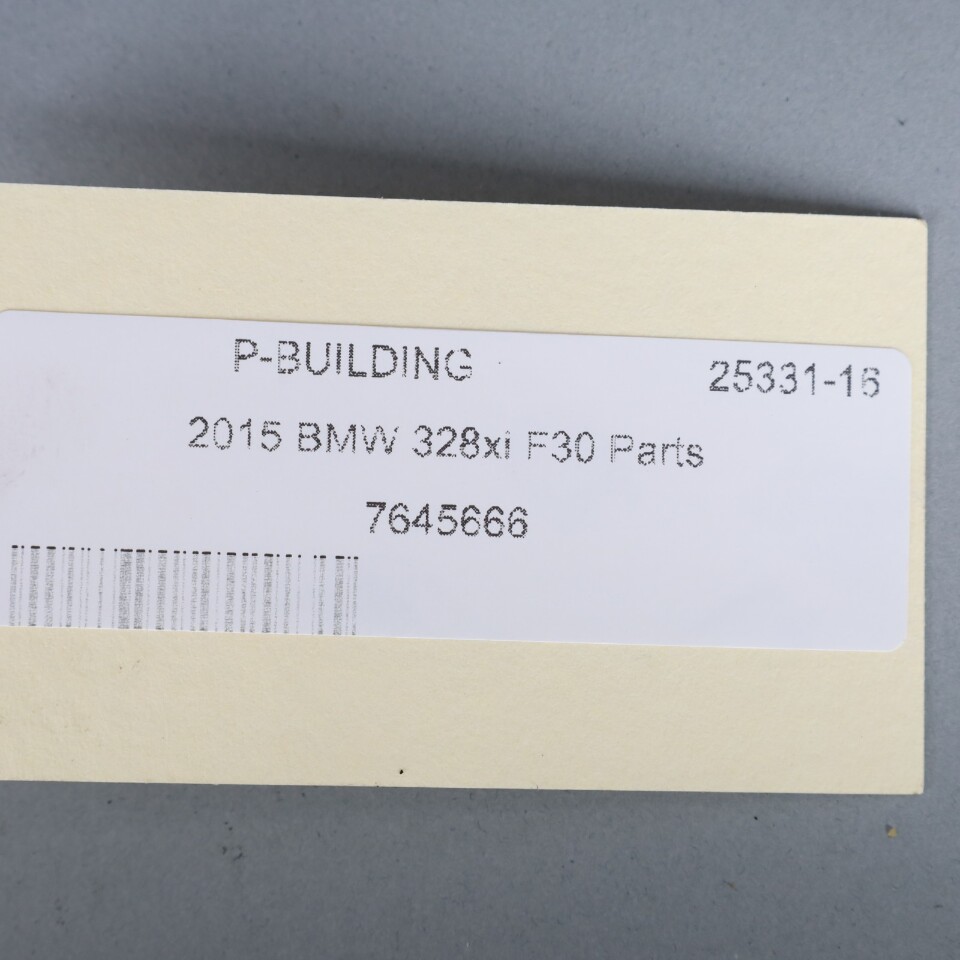 P-BUILDING 25331-16
2015 BMW 328xi F30 Parts
7645666